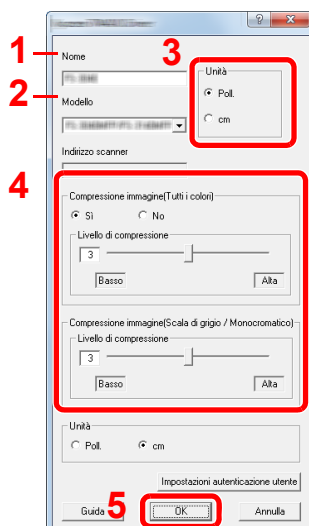 1
Nome
3
Unità
Poll.
cm
2
Modello
Indirizzo scanner
4
Compressione immagine(Tutti i colori)
Sì No
Livello di compressione
3
Basso Alta
Compressione immagine(Scala di grigio / Monocromatico)
Livello di compressione
3
Basso Alta
Unità
Poll. cm
Impostazioni autenticazione utente
5
Guida OK Annulla